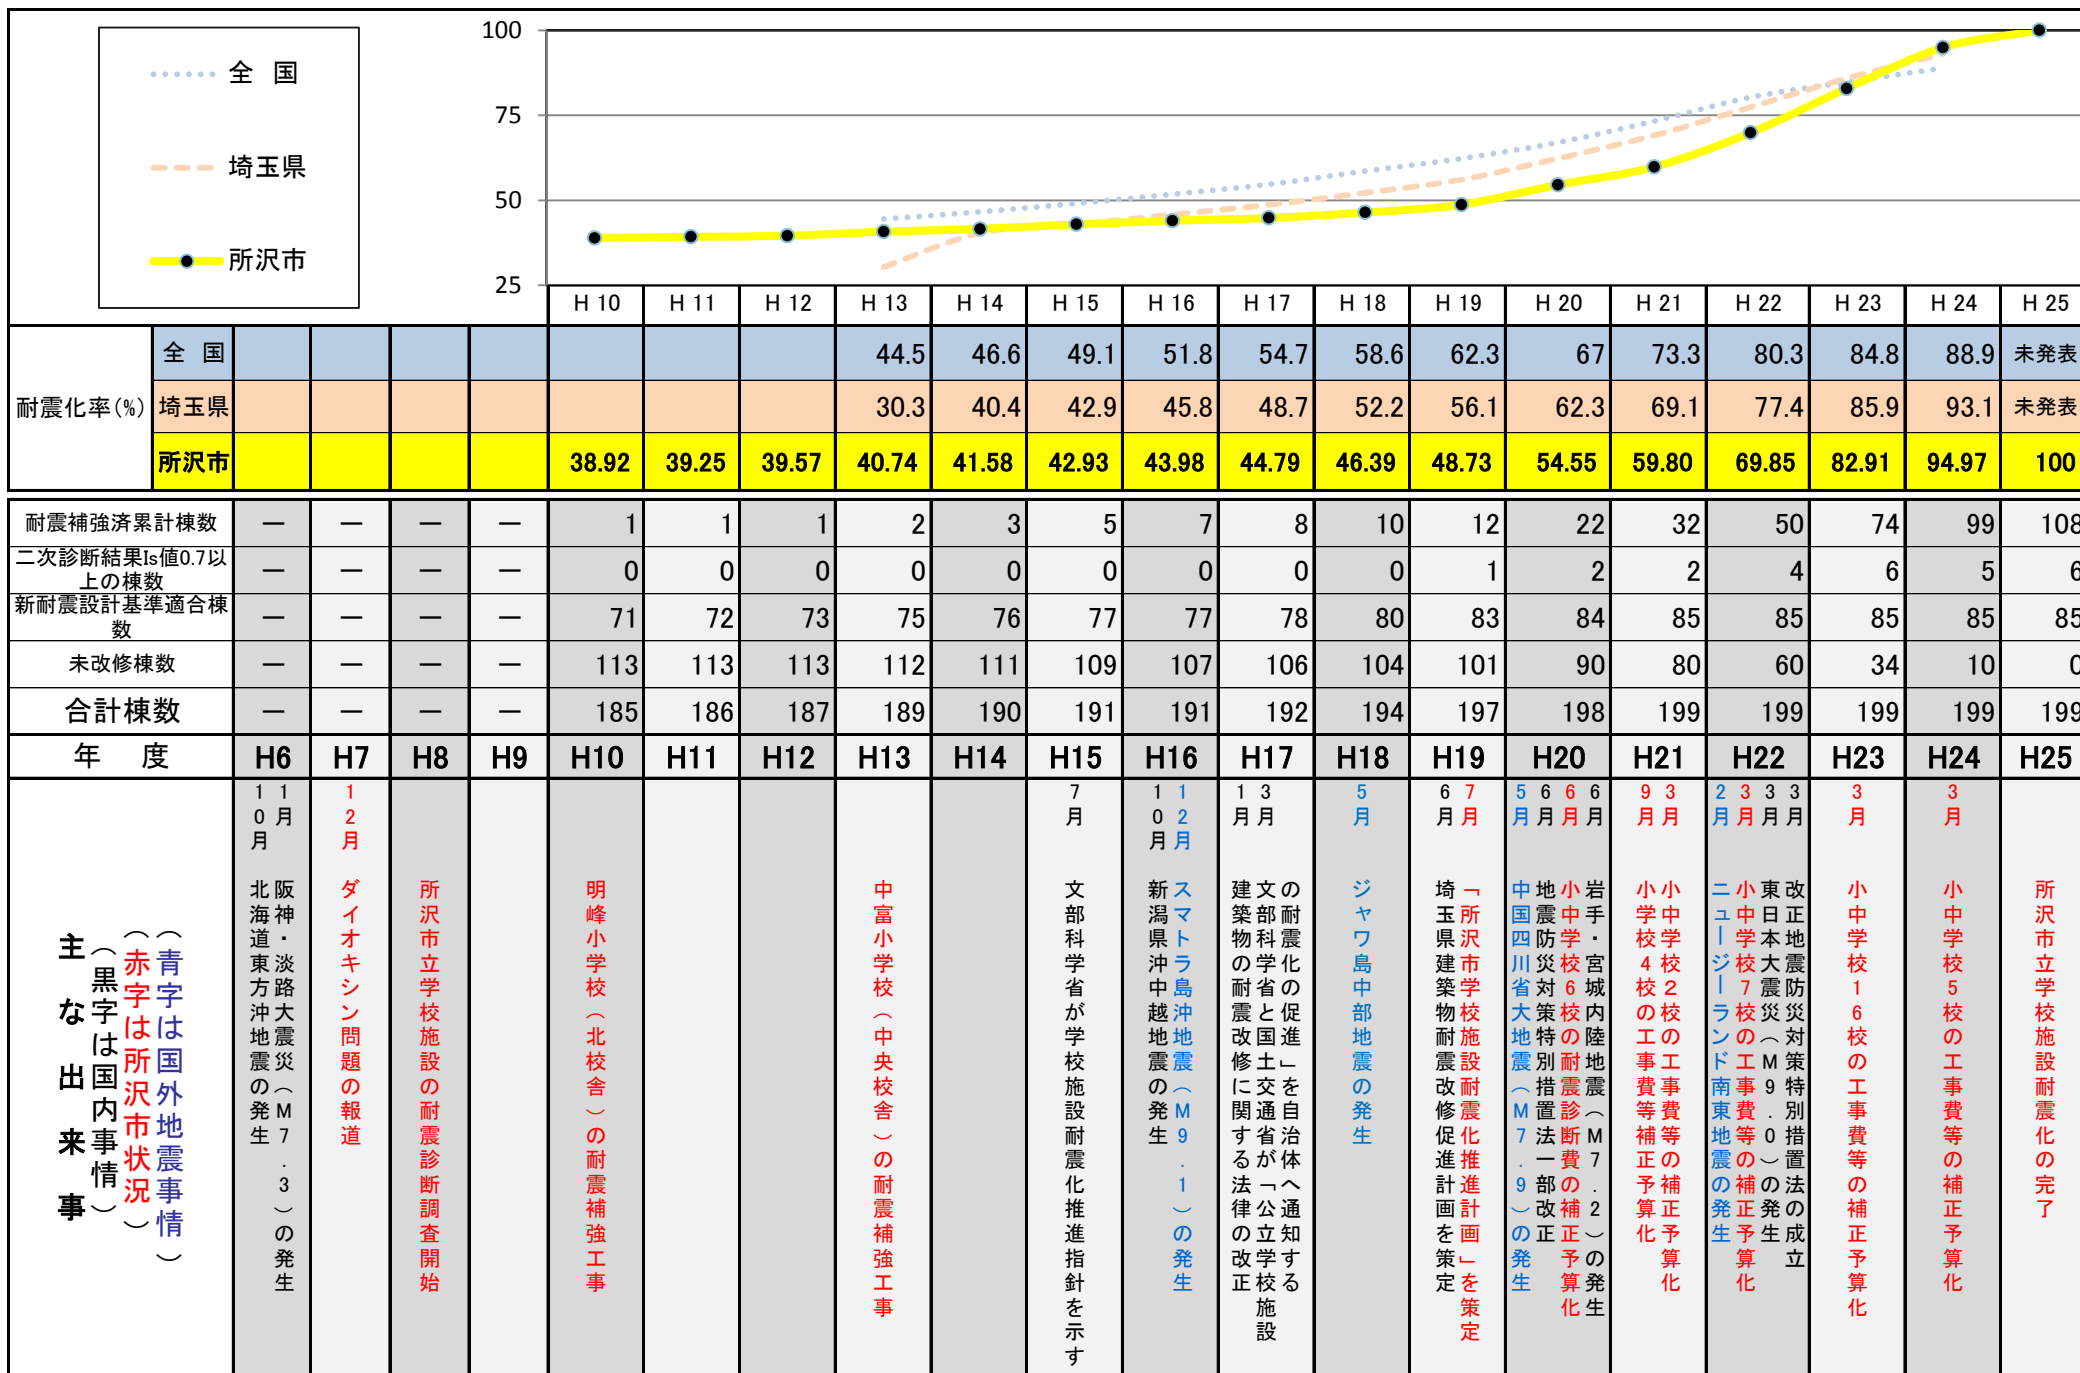 全 国
埼玉県
所沢市
100
75
50
25
H 10 H 11 H 12 H 13 H 14 H 15 H 16 H 17 H 18 H 19 H 20 H 21 H 22 H 23 H 24 H 25
耐震化率(%)
全 国 44.5 46.6 49.1 51.8 54.7 58.6 62.3 67 73.3 80.3 84.8 88.9 未発表
埼玉県 30.3 40.4 42.9 45.8 48.7 52.2 56.1 62.3 69.1 77.4 85.9 93.1 未発表
所沢市 38.92 39.25 39.57 40.74 41.58 42.93 43.98 44.79 46.39 48.73 54.55 59.80 69.85 82.91 94.97 100
耐震補強済累計棟数 － － － － 1 1 1 2 3 5 7 8 10 12 22 32 50 74 99 108
二次診断結果Is値0.7以
上の棟数 － － － － 0 0 0 0 0 0 0 0 0 1 2 2 4 6 5 6
新耐震設計基準適合棟
数 － － － － 71 72 73 75 76 77 77 78 80 83 84 85 85 85 85 85
未改修棟数 － － － － 113 113 113 112 111 109 107 106 104 101 90 80 60 34 10 0
合計棟数 － － － － 185 186 187 189 190 191 191 192 194 197 198 199 199 199 199 199
年 度 H6 H7 H8 H9 H10 H11 H12 H13 H14 H15 H16 H17 H18 H19 H20 H21 H22 H23 H24 H25
主な出来事
（黒字は国内事情）
（赤字は所沢市状況）
（青字は国外地震事情）
10月 北海道東方沖地震の発生
1月 阪神・淡路大震災（M7.3）の発生
12月 ダイオキシン問題の報道
所沢市立学校施設の耐震診断調査開始
明峰小学校（北校舎）の耐震補強工事
中富小学校（中央校舎）の耐震補強工事
7月 文部科学省が学校施設耐震化推進指針を示す
10月 新潟県沖中越地震の発生
12月 スマトラ島沖地震（M9.1）の発生
1月 建築物の耐震改修に関する法律の改正
3月 文部科学省と国土交通省が「公立学校施設
の耐震化の促進」を自治体へ通知する
5月 ジャワ島中部地震の発生
6月 埼玉県建築物耐震改修促進計画を策定
7月 「所沢市学校施設耐震化推進計画」を策定
5月 中国四川省大地震（M7.9）の発生
6月 地震防災対策特別措置法一部改正
6月 小中学校6校の耐震診断費の補正予算化
6月 岩手・宮城内陸地震（M7.2）の発生
9月 小学校4校の工事費等補正予算化
3月 小中学校2校の工事費等の補正予算化
2月 ニュージーランド南東地震の発生
3月 小中学校7校の工事費等の補正予算化
3月 東日本大震災（M9.0）の発生
3月 改正地震防災対策特別措置法の成立
3月 小中学校16校の工事費等の補正予算化
3月 小中学校5校の工事費等の補正予算化
所沢市立学校施設耐震化の完了